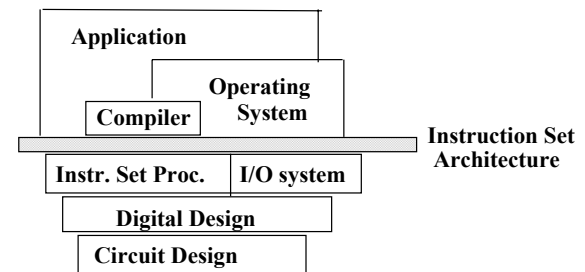 Application
Operating
System
Compiler
Instruction Set
Architecture
Instr. Set Proc.
I/O system
Digital Design
Circuit Design